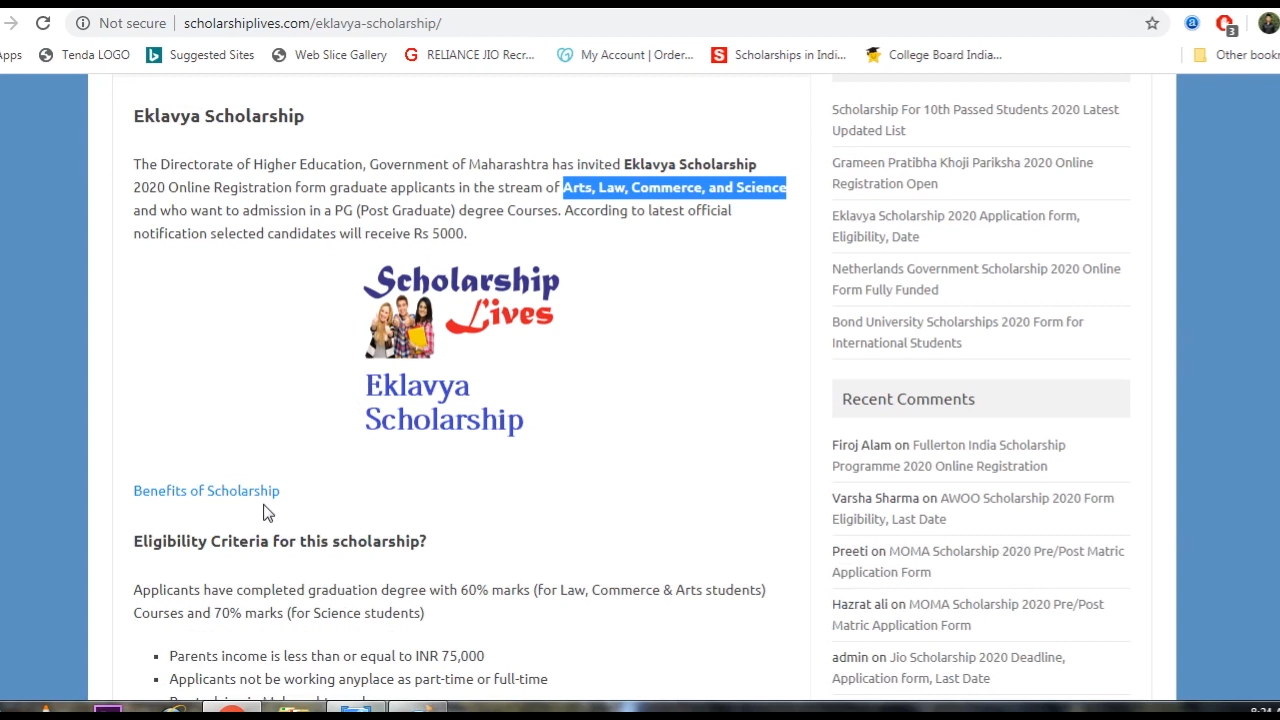 Not secure
scholarshiplives.com/eklavya-scholarship/
3
Tenda LOGO
Suggested Sites
Web Slice Gallery
RELIANCE JIO Recr...
My Account | Order...
Scholarships in Indi...
College Board India...
Eklavya Scholarship
The Directorate of Higher Education, Government of Maharashtra has invited Eklavya Scholarship
2020 Online Registration form graduate applicants in the stream of Arts, Law, Commerce, and Science
and who want to admission in a PG (Post Graduate) degree Courses. According to latest official
notification selected candidates will receive Rs 5000.
Scholarship
Lives
Eklavya
Scholarship
Benefits of Scholarship
Eligibility Criteria for this scholarship?
Applicants have completed graduation degree with 60% marks (for Law, Commerce & Arts students)
Courses and 70% marks (for Science students)
Parents income is less than or equal to INR 75,000
Applicants not be working anyplace as part-time or full-time
Scholarship For 10th Passed Students 2020 Latest
Updated List
Grameen Pratibha Khoji Pariksha 2020 Online
Registration Open
Eklavya Scholarship 2020 Application form,
Eligibility, Date
Netherlands Government Scholarship 2020 Online
Form Fully Funded
Bond University Scholarships 2020 Form for
International Students
Recent Comments
Firoj Alam on Fullerton India Scholarship
Programme 2020 Online Registration
Varsha Sharma on AWOO Scholarship 2020 Form
Eligibility, Last Date
Preeti on MOMA Scholarship 2020 Pre/Post Matric
Application Form
Hazrat ali on MOMA Scholarship 2020 Pre/Post
Matric Application Form
admin on Jio Scholarship 2020 Deadline,
Application form, Last Date